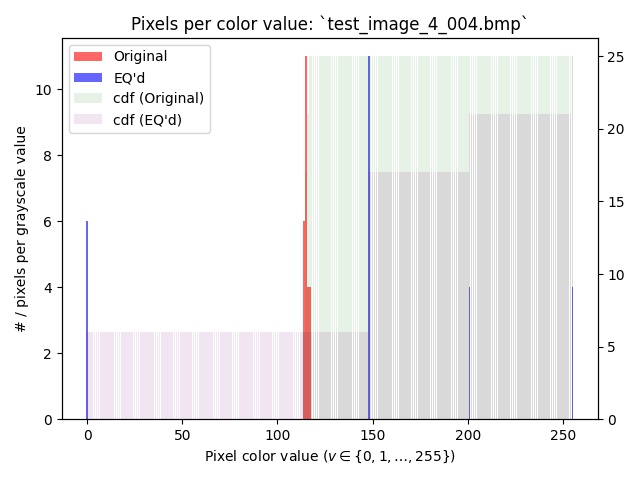 Pixels per color value: `test_image_4_004.bmp`
Original
EQ'd
cdf (Original)
cdf (EQ'd)
# / pixels per grayscale value
10
8
6
4
2
0
25
20
15
10
5
0
0
50
100
150
200
250
Pixel color value (v ∈ {0, 1, ..., 255})